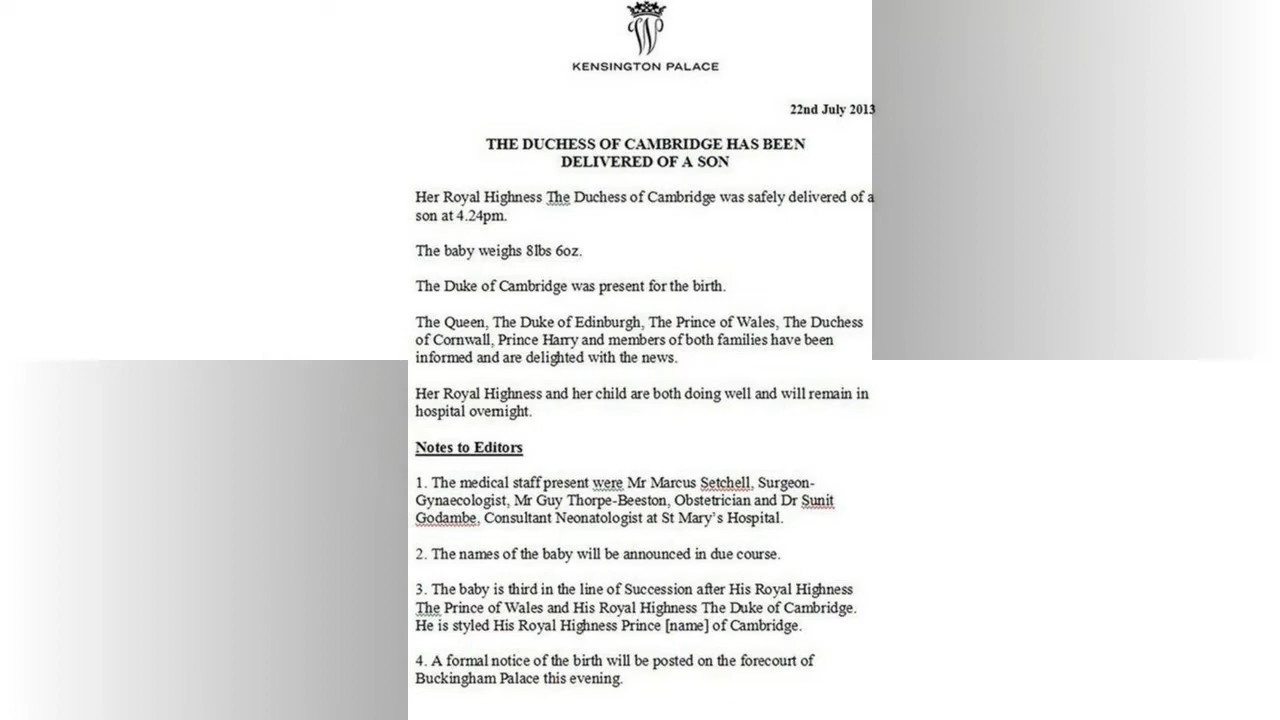 KENSINGTON PALACE
22nd July 2013
THE DUCHESS OF CAMBRIDGE HAS BEEN
DELIVERED OF A SON
Her Royal Highness The Duchess of Cambridge was safely delivered of a
son at 4.24pm.
The baby weighs 8lbs 6oz.
The Duke of Cambridge was present for the birth.
The Queen, The Duke of Edinburgh, The Prince of Wales, The Duchess
of Cornwall, Prince Harry and members of both families have been
informed and are delighted with the news.
Her Royal Highness and her child are both doing well and will remain in
hospital overnight.
Notes to Editors
1. The medical staff present were Mr Marcus Setchell, Surgeon-
Gynaecologist, Mr Guy Thorpe-Beeston, Obstetrician and Dr Sunit
Godambe, Consultant Neonatologist at St Mary's Hospital.
2. The names of the baby will be announced in due course.
3. The baby is third in the line of Succession after His Royal Highness
The Prince of Wales and His Royal Highness The Duke of Cambridge.
He is styled His Royal Highness Prince [name] of Cambridge.
4. A formal notice of the birth will be posted on the forecourt of
Buckingham Palace this evening.